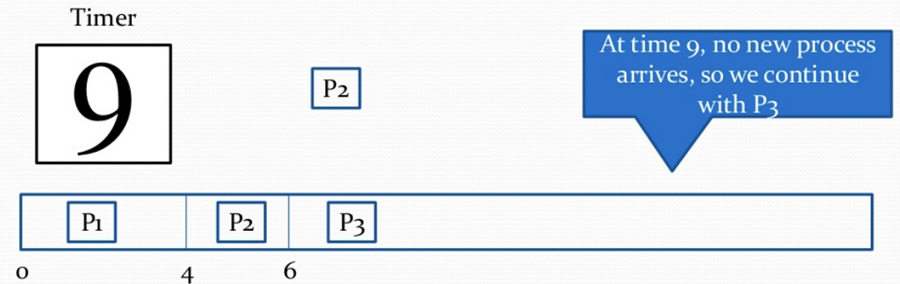 Timer
9
P2
At time 9, no new process
arrives, so we continue
with P3
P1
P2
P3
0
4
6